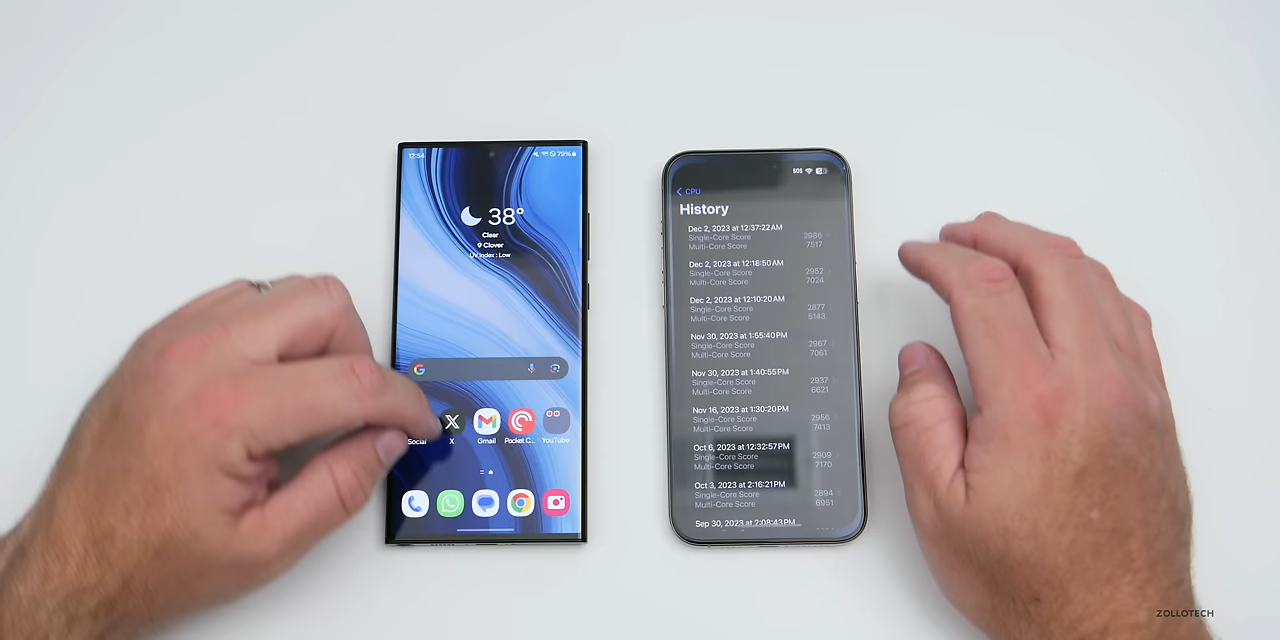 12:54
79%
38°
Clear
Clover
UV index : Low
Social
X
Gmail
Pocket C...
YouTube
SOS
CPU
History
Dec 2, 2023 at 12:37:22 AM
Single-Core Score 2986
Multi-Core Score 7517
Dec 2, 2023 at 12:18:50 AM
Single-Core Score 2952
Multi-Core Score 7024
Dec 2, 2023 at 12:10:20 AM
Single-Core Score 2877
Multi-Core Score 5143
Nov 30, 2023 at 1:55:40 PM
Single-Core Score 2967
Multi-Core Score 7061
Nov 30, 2023 at 1:40:55 PM
Single-Core Score 2937
Multi-Core Score 6621
Nov 16, 2023 at 1:30:20 PM
Single-Core Score 2956
Multi-Core Score 7413
Oct 6, 2023 at 12:32:57 PM
Single-Core Score 2909
Multi-Core Score 7170
Oct 3, 2023 at 2:16:21 PM
Single-Core Score 2894
Multi-Core Score 6951
Sep 30, 2023 at 2:08:43 PM
ZOLLOTECH